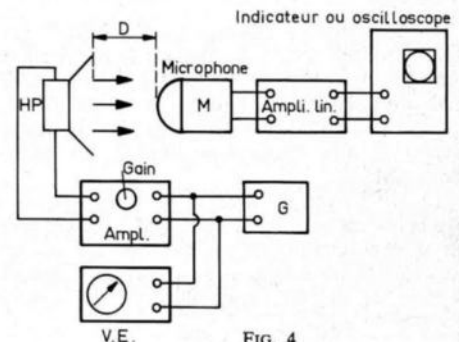 Indicateur ou oscilloscope
D
Microphone
HP
M
Ampli. lin.
Gain
Ampl.
G
V.E.
FIG. 4